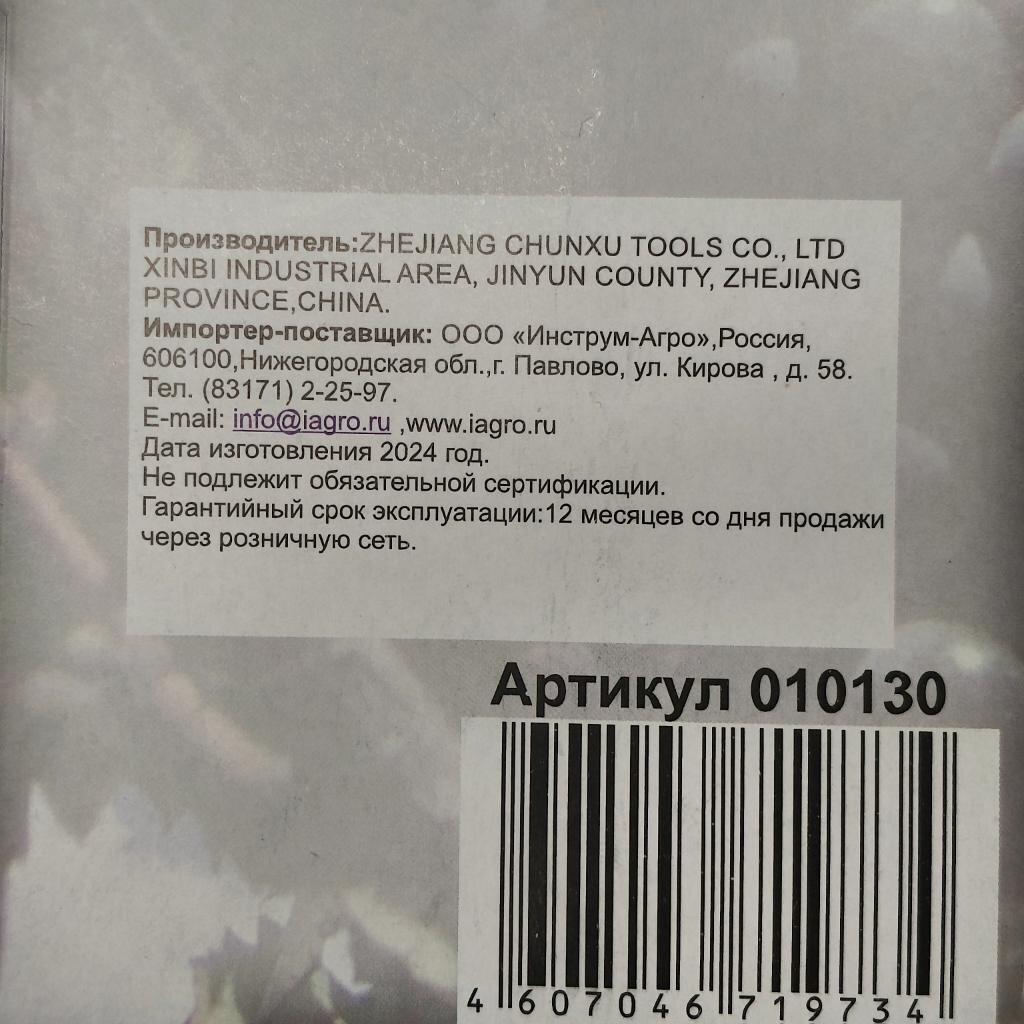 Производитель:ZHEJIANG CHUNXU TOOLS CO., LTD
XINBI INDUSTRIAL AREA, JINYUN COUNTY, ZHEJIANG
PROVINCE,CHINA.
Импортер-поставщик: ООО «Инструм-Агро»,Россия,
606100,Нижегородская обл.,г. Павлово, ул. Кирова , д. 58.
Тел. (83171) 2-25-97.
E-mail: info@iagro.ru ,www.iagro.ru
Дата изготовления 2024 год.
Не подлежит обязательной сертификации.
Гарантийный срок эксплуатации:12 месяцев со дня продажи
через розничную сеть.
Артикул 010130
4 607046 719734